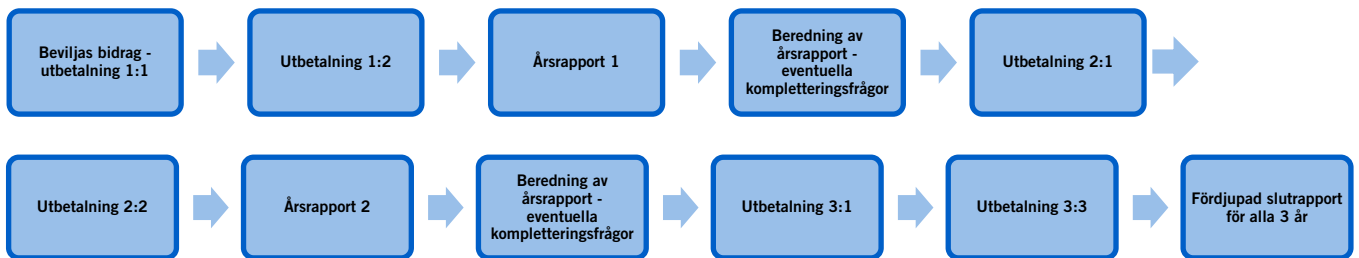 Beviljas bidrag -
utbetalning 1:1
Utbetalning 1:2
Årsrapport 1
Beredning av
årsrapport -
eventuella
kompletteringsfrågor
Utbetalning 2:1
Utbetalning 2:2
Årsrapport 2
Beredning av
årsrapport -
eventuella
kompletteringsfrågor
Utbetalning 3:1
Utbetalning 3:3
Fördjupad slutrapport
för alla 3 år